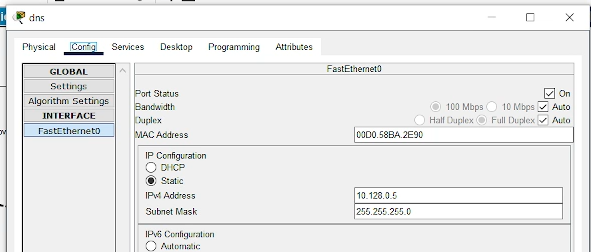 dns
Physical Config Services Desktop Programming Attributes
GLOBAL
Settings
Algorithm Settings
INTERFACE
FastEthernet0
FastEthernet0
Port Status On
Bandwidth 100 Mbps 10 Mbps Auto
Duplex Half Duplex Full Duplex Auto
MAC Address 00D0.58BA.2E90
IP Configuration
DHCP
Static
IPv4 Address 10.128.0.5
Subnet Mask 255.255.255.0
IPv6 Configuration
Automatic